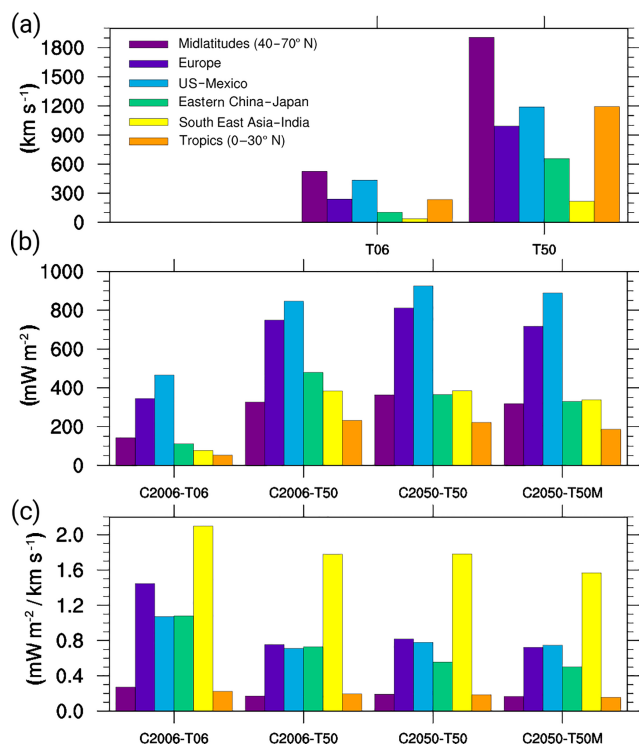 (a)
1800
1500
1200
900
600
300
0
(km s⁻¹)
Midlatitudes (40−70° N)
Europe
US−Mexico
Eastern China−Japan
South East Asia−India
Tropics (0−30° N)
T06 T50
(b)
1000
800
600
400
200
0
(mW m⁻²)
C2006-T06 C2006-T50 C2050-T50 C2050-T50M
(c)
2.0
1.6
1.2
0.8
0.4
0.0
(mW m⁻² / km s⁻¹)
C2006-T06 C2006-T50 C2050-T50 C2050-T50M